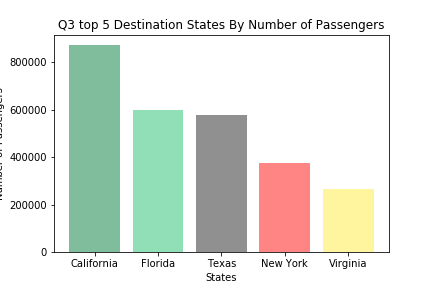 Q3 top 5 Destination States By Number of Passengers
Number of Passengers
800000
600000
400000
200000
0
California Florida Texas New York Virginia
States